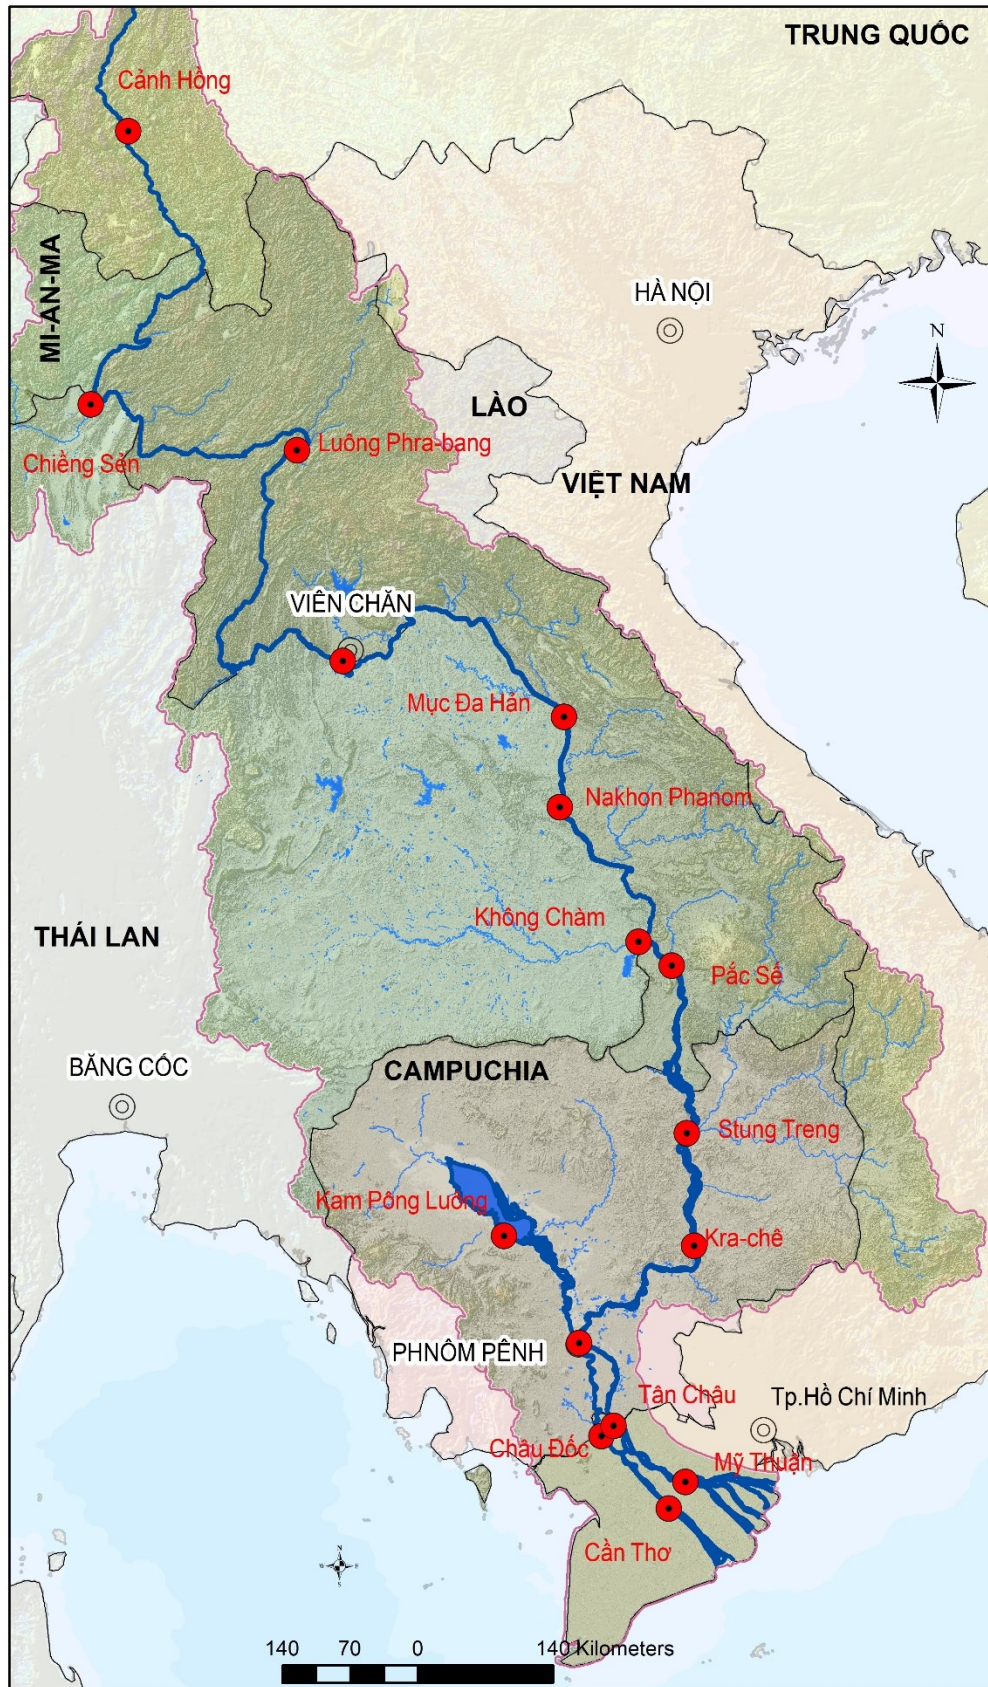 TRUNG QUỐC
Cảnh Hồng
MI-AN-MA
HÀ NỘI
N
LÀO
Luông Phra-bang
Chiềng Sẻn
VIỆT NAM
VIÊN CHĂN
Mục Đa Hản
Nakhon Phanom
THÁI LAN
Không Chàm
Pắc Sế
BĂNG CỐC
CAMPUCHIA
Stung Treng
Kam Pông Luông
Kra-chê
PHNÔM PÊNH
Tân Châu
Tp.Hồ Chí Minh
Châu Đốc
Mỹ Thuận
Cần Thơ
N
140 70 0 140 Kilometers